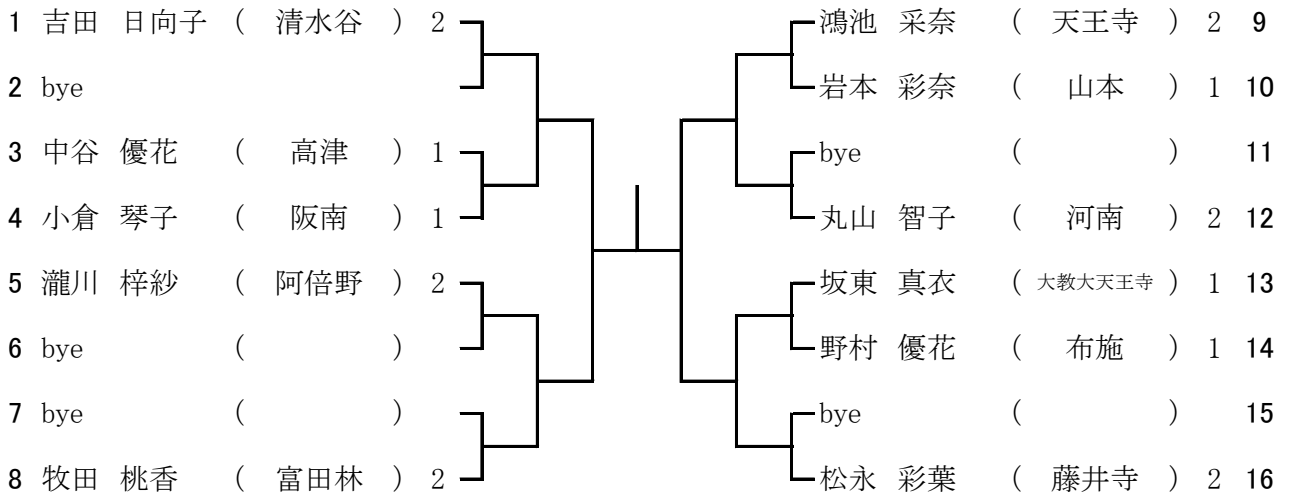 1 吉田 日向子 ( 清水谷 ) 2
2 bye
3 中谷 優花 ( 高津 ) 1
4 小倉 琴子 ( 阪南 ) 1
5 瀧川 梓紗 ( 阿倍野 ) 2
6 bye ( )
7 bye ( )
8 牧田 桃香 ( 富田林 ) 2
鴻池 采奈 ( 天王寺 ) 2 9
岩本 彩奈 ( 山本 ) 1 10
bye ( ) 11
丸山 智子 ( 河南 ) 2 12
坂東 真衣 ( 大教大天王寺 ) 1 13
野村 優花 ( 布施 ) 1 14
bye ( ) 15
松永 彩葉 ( 藤井寺 ) 2 16